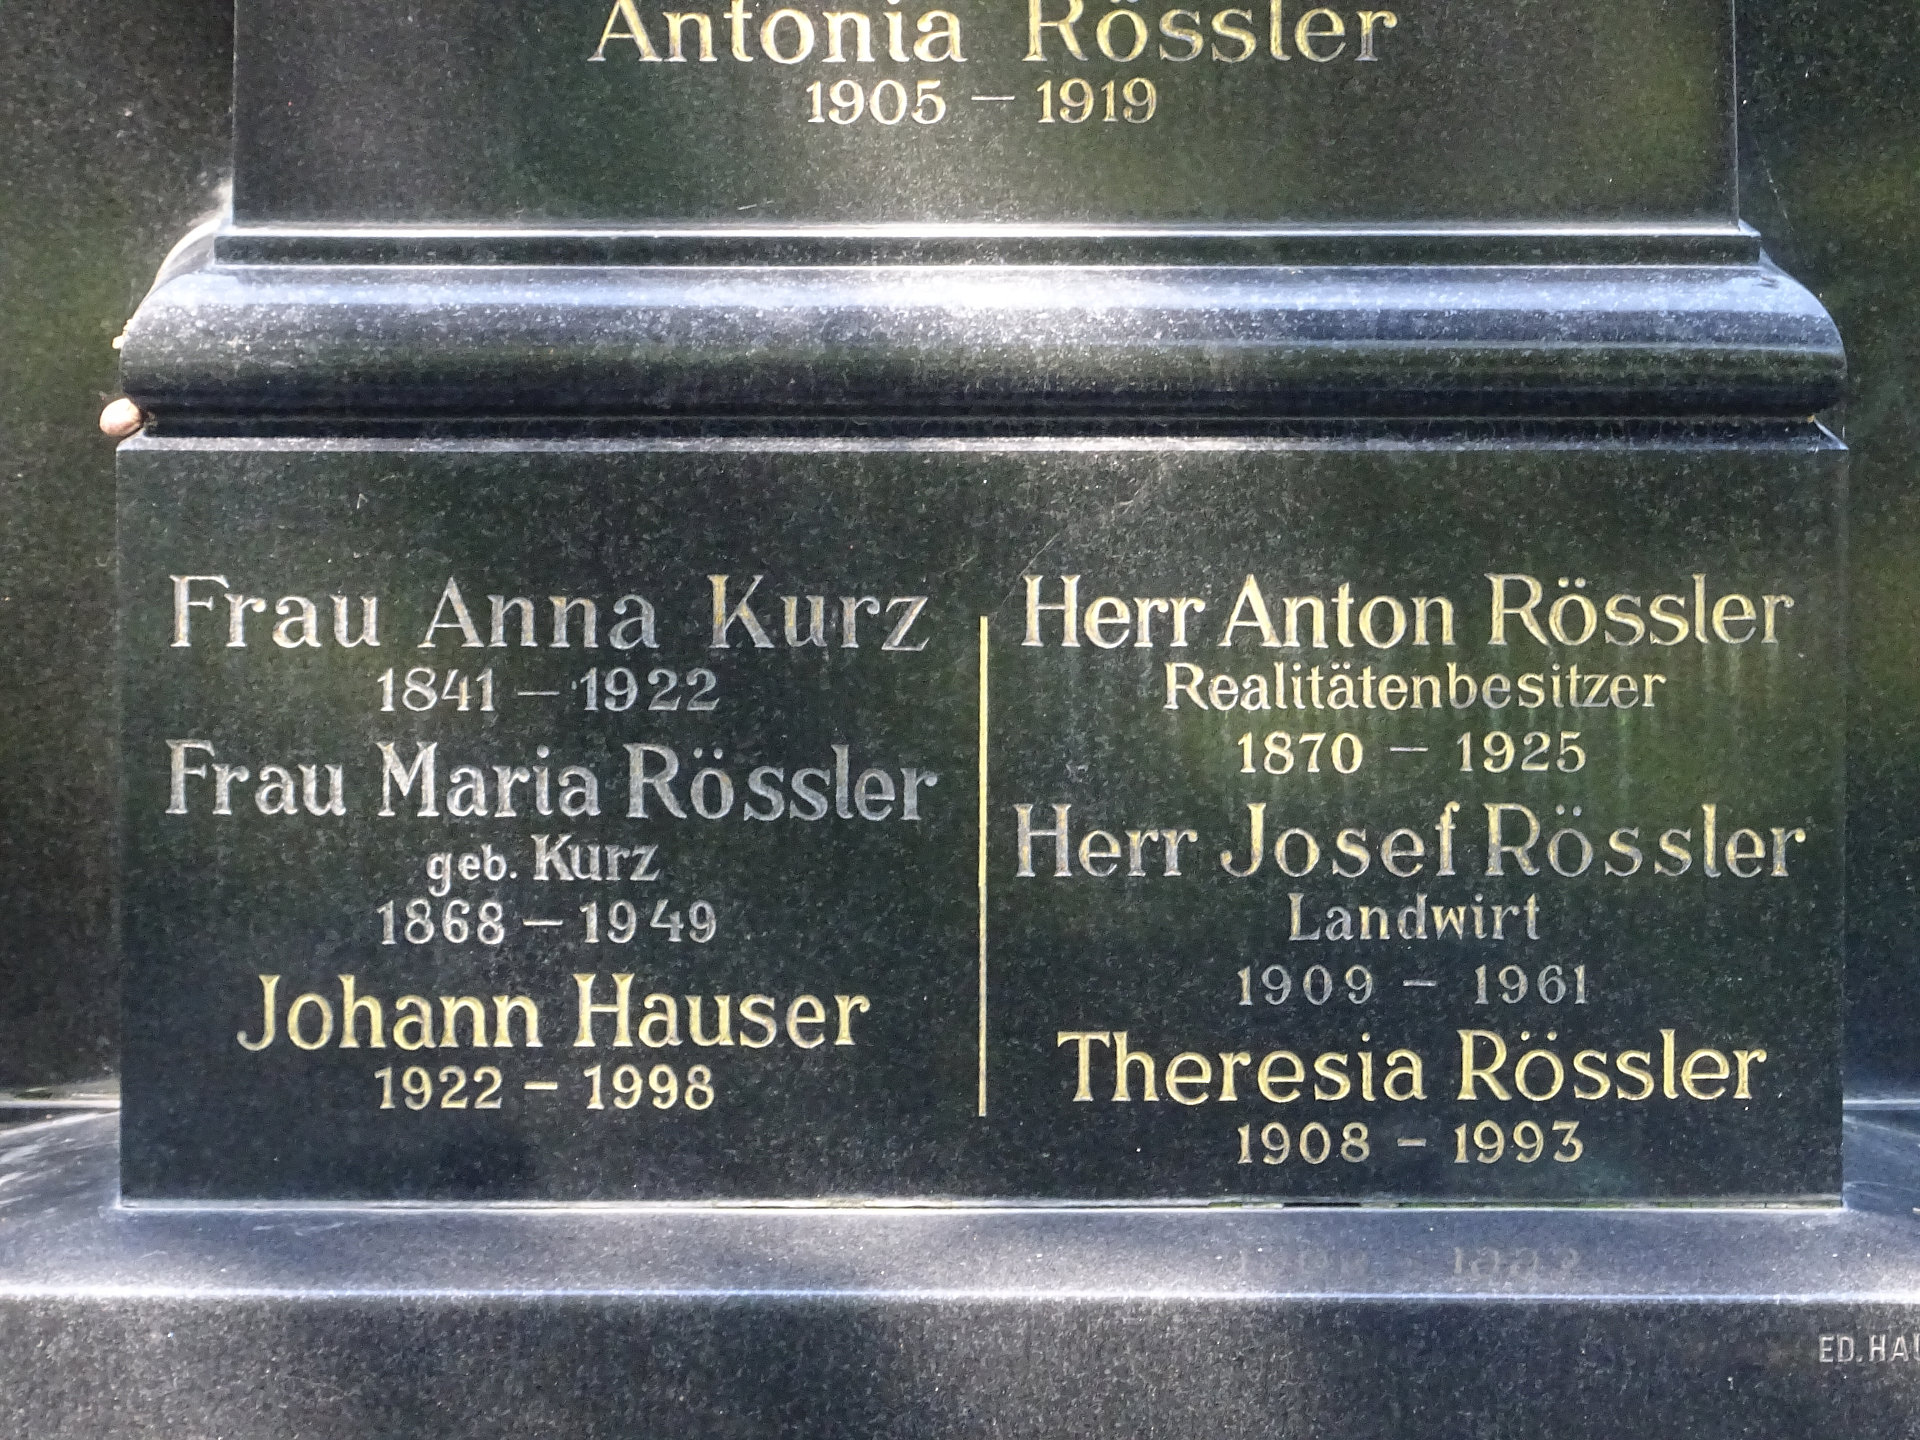 Antonia Rössler
1905 – 1919
Frau Anna Kurz
1841 – 1922
Frau Maria Rössler
geb. Kurz
1868 – 1949
Johann Hauser
1922 – 1998
Herr Anton Rössler
Realitätenbesitzer
1870 – 1925
Herr Josef Rössler
Landwirt
1909 – 1961
Theresia Rössler
1908 – 1993
ED.